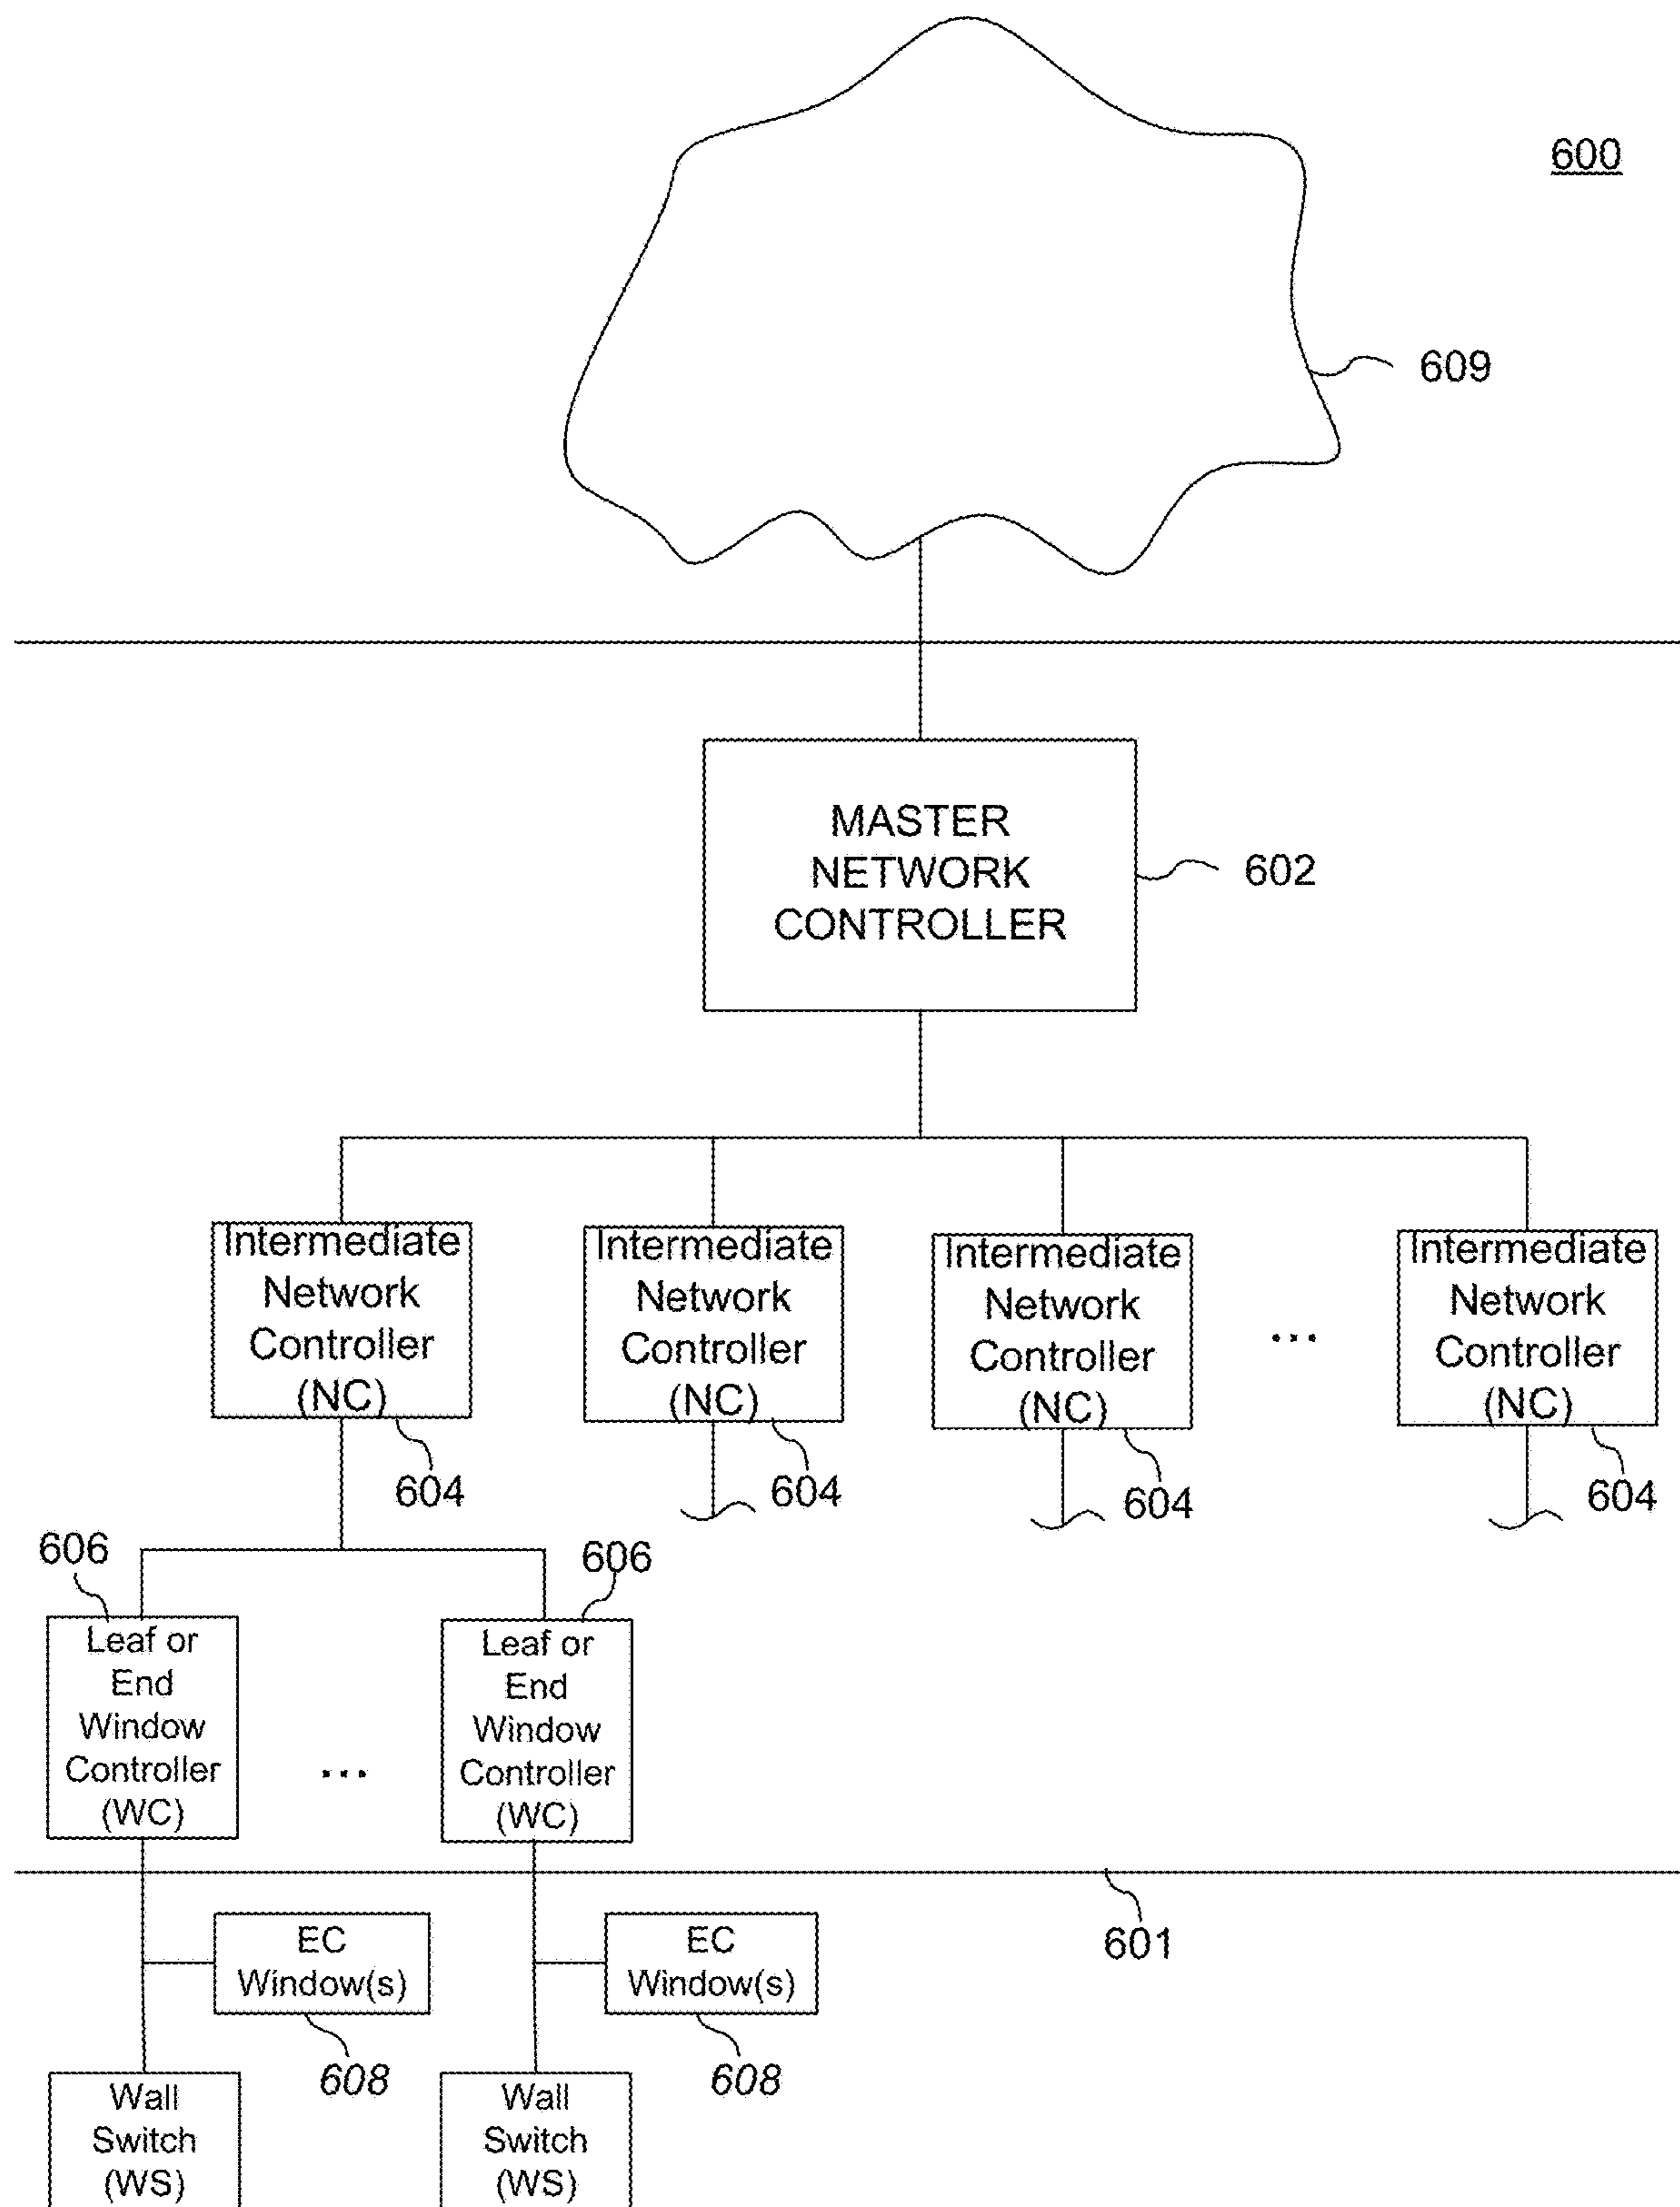 600
609
MASTER
NETWORK
CONTROLLER
602
Intermediate
Network
Controller
(NC)
604
Intermediate
Network
Controller
(NC)
604
Intermediate
Network
Controller
(NC)
604
...
Intermediate
Network
Controller
(NC)
604
606
Leaf or
End
Window
Controller
(WC)
...
606
Leaf or
End
Window
Controller
(WC)
601
EC
Window(s)
608
EC
Window(s)
608
Wall
Switch
(WS)
Wall
Switch
(WS)